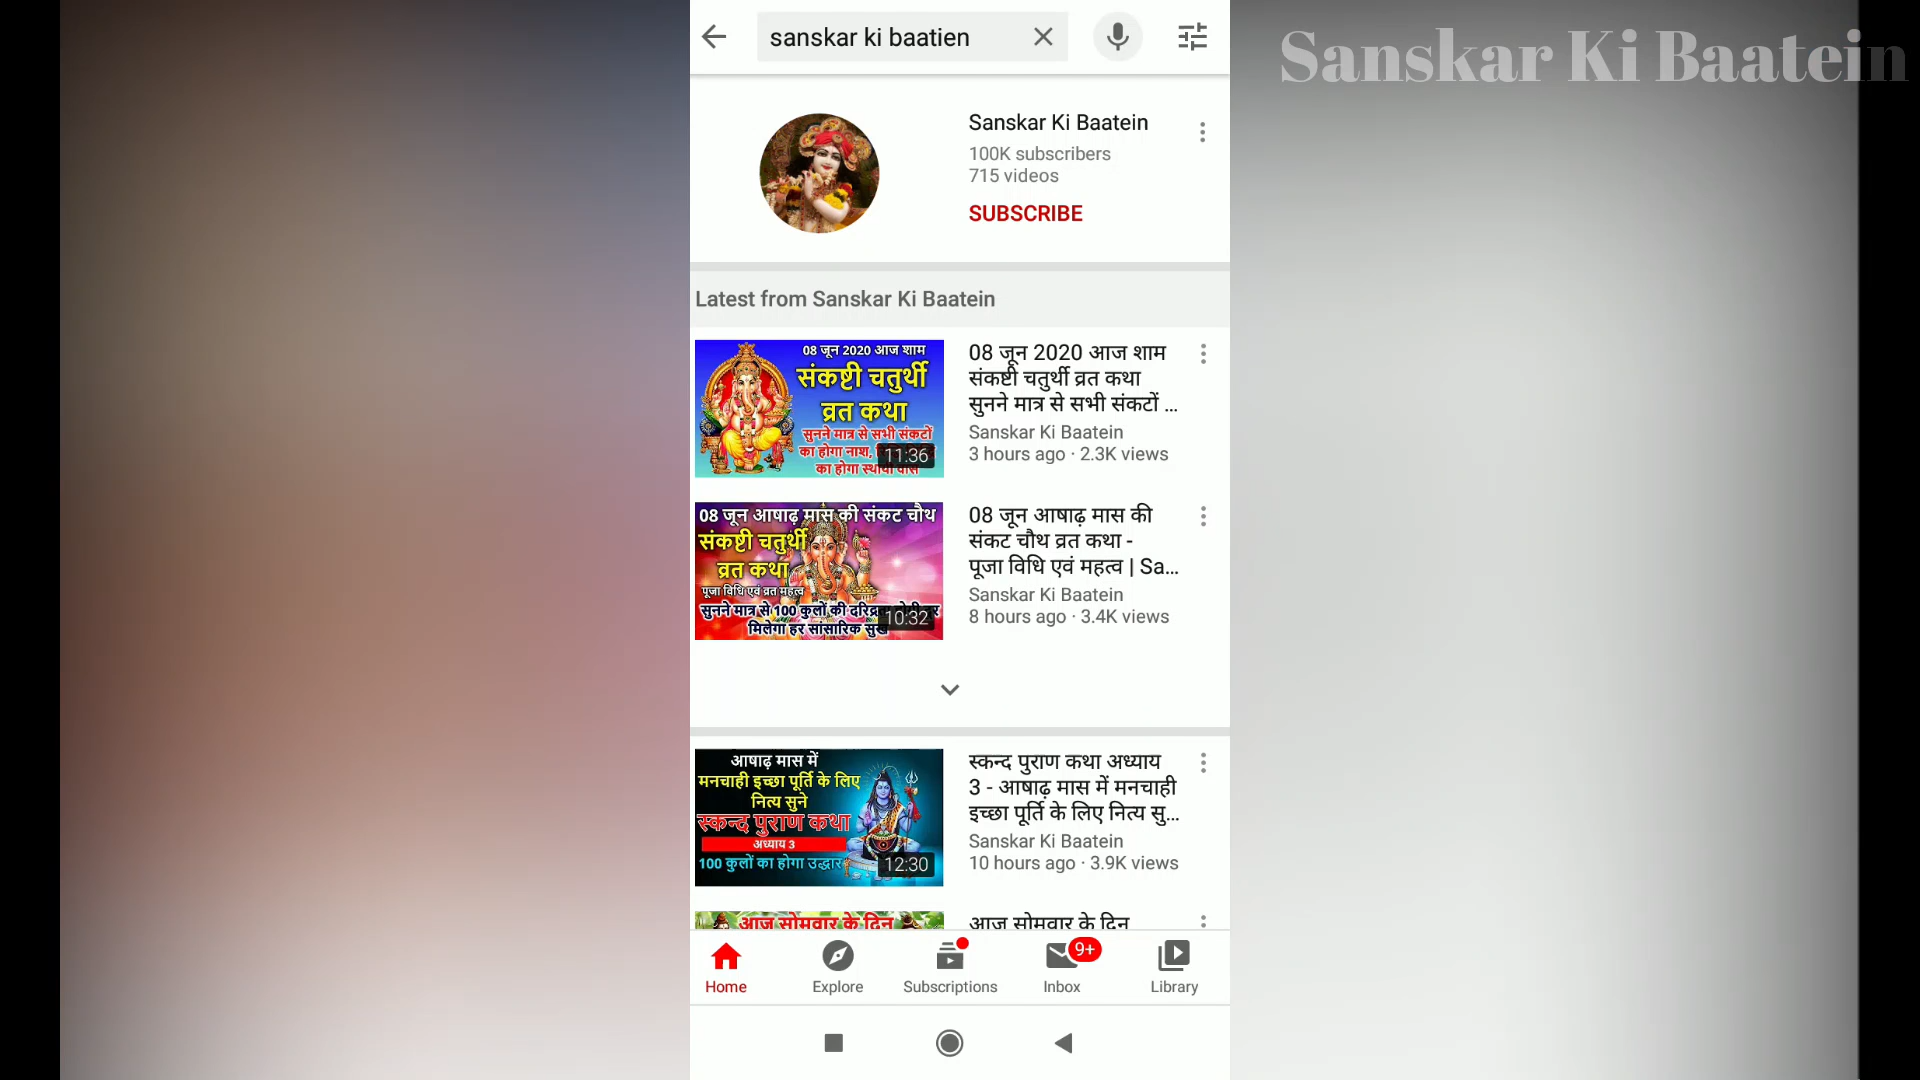 sanskar ki baatien
Sanskar Ki Baatein
Sanskar Ki Baatein
100K subscribers
715 videos
SUBSCRIBE
Latest from Sanskar Ki Baatein
08 जून 2020 आज शाम
संकष्टी चतुर्थी
व्रत कथा
सुनने मात्र से सभी संकटों
का होगा नाश,
का होगा स्थायी वास
11:36
08 जून 2020 आज शाम
संकष्टी चतुर्थी व्रत कथा
सुनने मात्र से सभी संकटों ...
Sanskar Ki Baatein
3 hours ago · 2.3K views
08 जून आषाढ़ मास की संकट चौथ
संकष्टी चतुर्थी
व्रत कथा
पूजा विधि एवं व्रत महत्व
सुनने मात्र से 100 कुलों की
मिलेगा हर सांसारिक सुख
10:32
08 जून आषाढ़ मास की
संकट चौथ व्रत कथा -
पूजा विधि एवं महत्व | Sa...
Sanskar Ki Baatein
8 hours ago · 3.4K views
आषाढ़ मास में
मनचाही इच्छा पूर्ति के लिए
नित्य सुने
स्कन्द पुराण कथा
अध्याय 3
100 कुलों का होगा उद्धार
12:30
स्कन्द पुराण कथा अध्याय
3 - आषाढ़ मास में मनचाही
इच्छा पूर्ति के लिए नित्य सु...
Sanskar Ki Baatein
10 hours ago · 3.9K views
आज सोमवार के दिन
आज सोमवार के दिन
9+
Home
Explore
Subscriptions
Inbox
Library